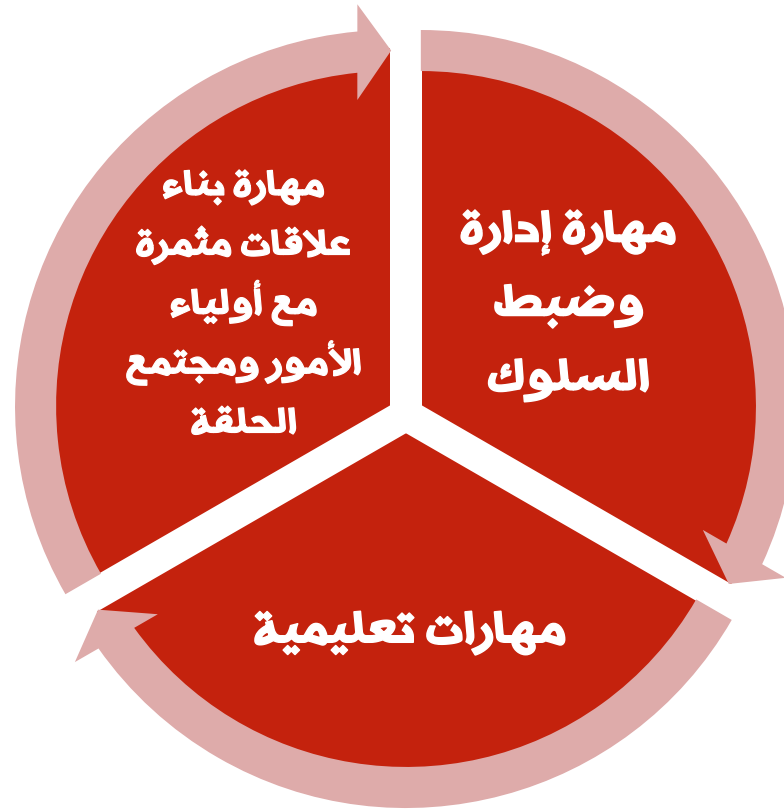 مهارة إدارة
وضبط
السلوك
مهارات تعليمية
مهارة بناء
علاقات مثمرة
مع أولياء
الأمور ومجتمع
الحلقة